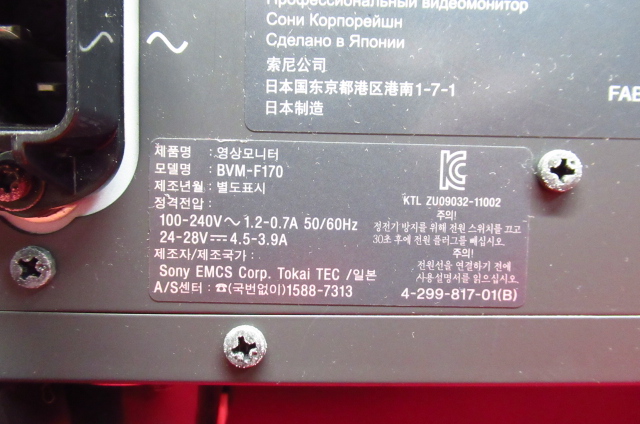 Профессиональный видеомонитор
Сони Корпорейшн
Сделано в Японии
索尼公司
日本国东京都港区港南1-7-1
日本制造
FAB
제품명 : 영상모니터
모델명 : BVM-F170
제조년월 : 별도표시
정격전압 :
100-240V～ 1.2-0.7A 50/60Hz
24-28V⎓ 4.5-3.9A
제조자/제조국가 :
Sony EMCS Corp. Tokai TEC /일본
A/S센터 : ☎(국번없이)1588-7313
KTL ZU09032-11002
주의!
정전기 방지를 위해 전원 스위치를 끄고
30초 후에 전원 플러그를 빼십시오.
주의!
전원선을 연결하기 전에
사용설명서를 읽으십시오.
4-299-817-01(B)